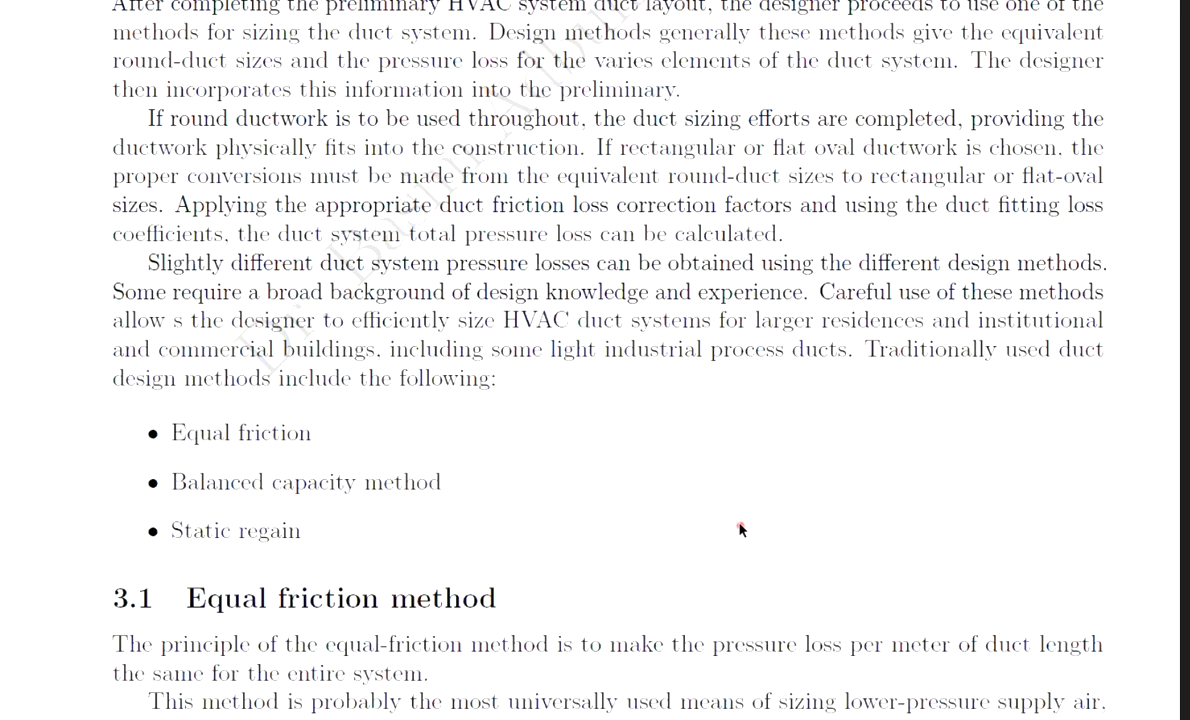 After completing the preliminary HVAC system duct layout, the designer proceeds to use one of the
methods for sizing the duct system. Design methods generally these methods give the equivalent
round-duct sizes and the pressure loss for the varies elements of the duct system. The designer
then incorporates this information into the preliminary.
If round ductwork is to be used throughout, the duct sizing efforts are completed, providing the
ductwork physically fits into the construction. If rectangular or flat oval ductwork is chosen, the
proper conversions must be made from the equivalent round-duct sizes to rectangular or flat-oval
sizes. Applying the appropriate duct friction loss correction factors and using the duct fitting loss
coefficients, the duct system total pressure loss can be calculated.
Slightly different duct system pressure losses can be obtained using the different design methods.
Some require a broad background of design knowledge and experience. Careful use of these methods
allow s the designer to efficiently size HVAC duct systems for larger residences and institutional
and commercial buildings, including some light industrial process ducts. Traditionally used duct
design methods include the following:
• Equal friction
• Balanced capacity method
• Static regain
3.1 Equal friction method
The principle of the equal-friction method is to make the pressure loss per meter of duct length
the same for the entire system.
This method is probably the most universally used means of sizing lower-pressure supply air.